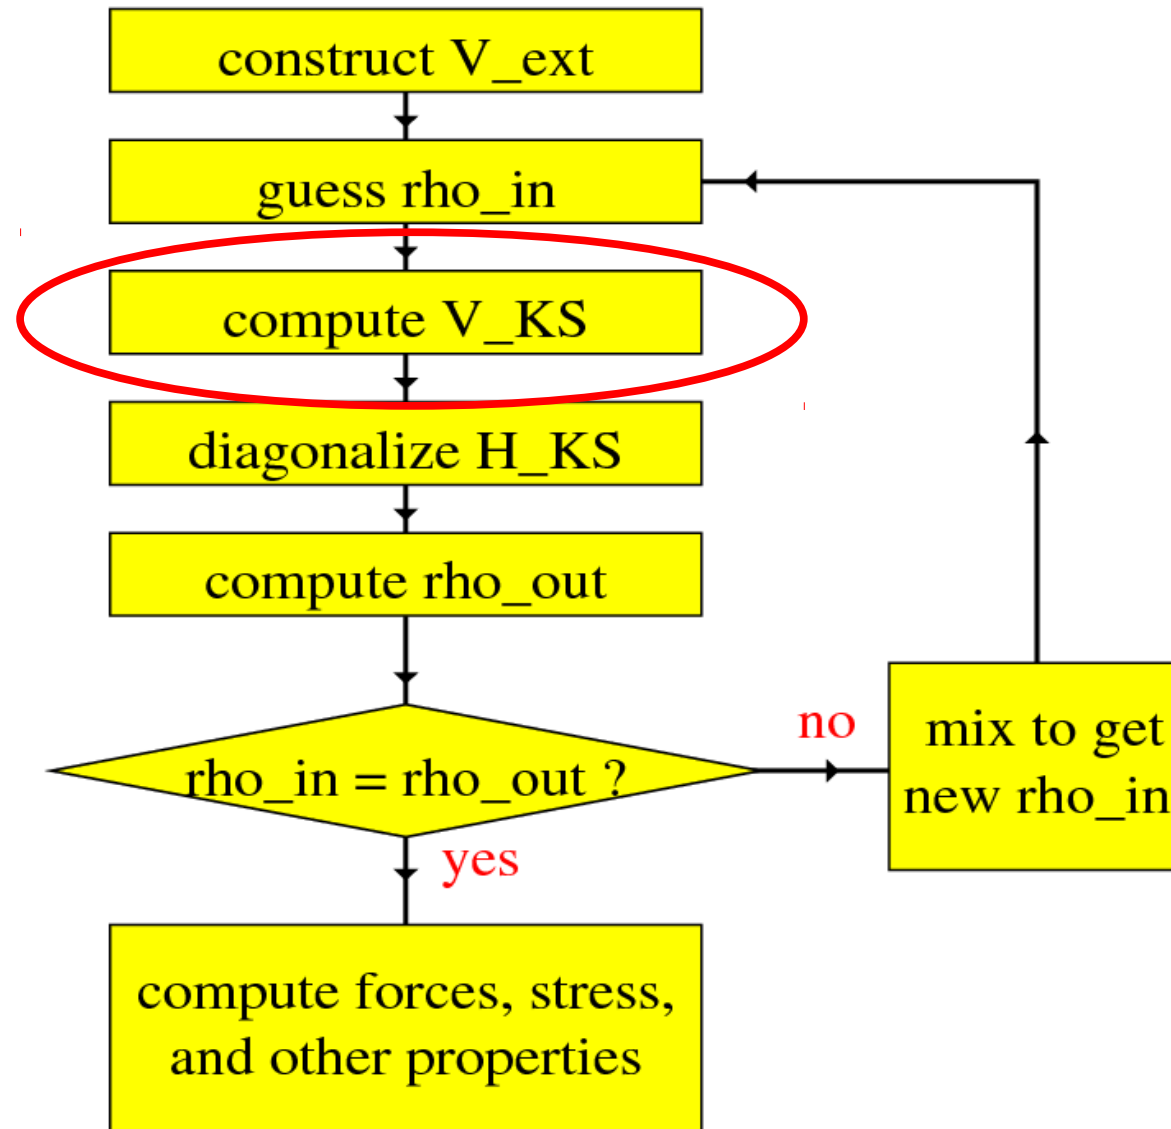 construct V_ext
guess rho_in
compute V_KS
diagonalize H_KS
compute rho_out
rho_in = rho_out ?
no
mix to get
new rho_in
yes
compute forces, stress,
and other properties